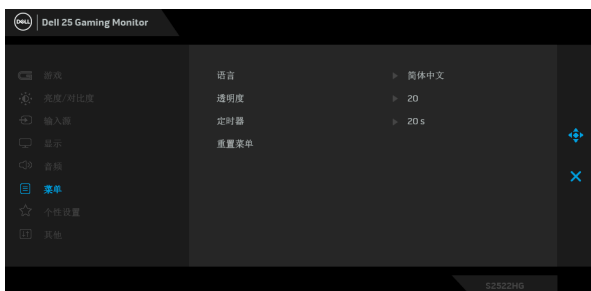 DELL Dell 25 Gaming Monitor
游戏
语言 简体中文
亮度/对比度
透明度 20
输入源
定时器 20 s
显示
重置菜单
音频
菜单
个性设置
其他
S2522HG